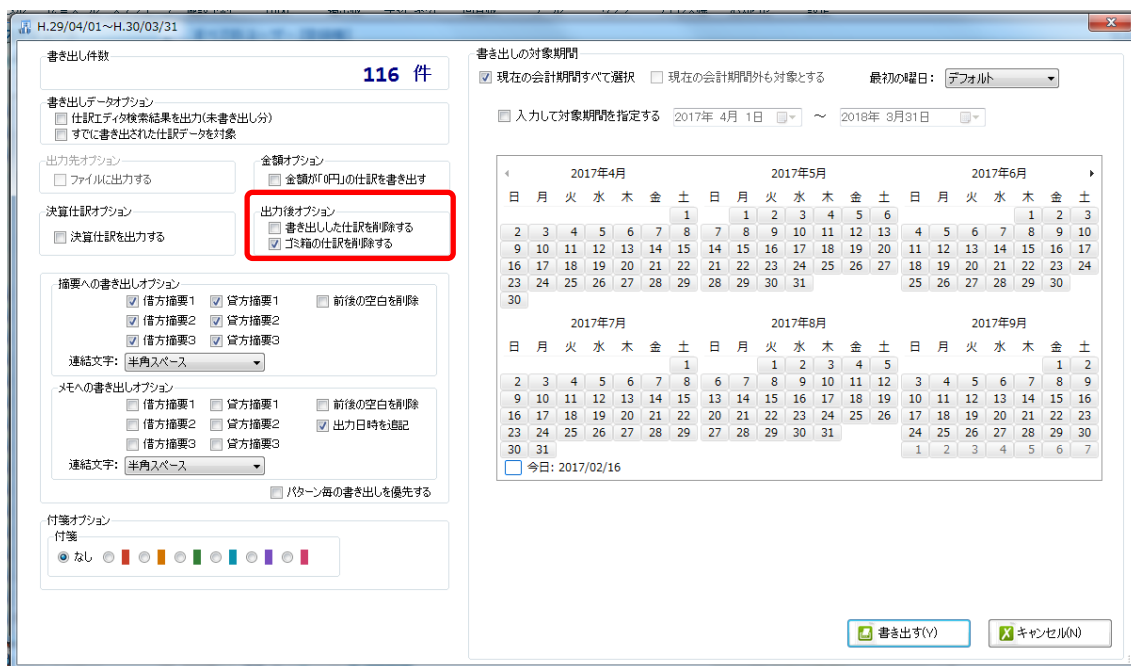 H.29/04/01～H.30/03/31
書き出し件数
116 件
書き出しデータオプション
仕訳エディタ検索結果を出力(未書き出し分)
すでに書き出された仕訳データを対象
出力先オプション
ファイルに出力する
金額オプション
金額が「0円」の仕訳を書き出す
決算仕訳オプション
決算仕訳を出力する
出力後オプション
書き出しした仕訳を削除する
ゴミ箱の仕訳を削除する
摘要への書き出しオプション
借方摘要1 貸方摘要1 前後の空白を削除
借方摘要2 貸方摘要2
借方摘要3 貸方摘要3
連結文字: 半角スペース
メモへの書き出しオプション
借方摘要1 貸方摘要1 前後の空白を削除
借方摘要2 貸方摘要2 出力日時を追記
借方摘要3 貸方摘要3
連結文字: 半角スペース
パターン毎の書き出しを優先する
付箋オプション
付箋
なし
書き出しの対象期間
現在の会計期間すべて選択 現在の会計期間外も対象とする 最初の曜日: デフォルト
入力して対象期間を指定する 2017年 4月 1日 ～ 2018年 3月31日
2017年4月 2017年5月 2017年6月
日 月 火 水 木 金 土 日 月 火 水 木 金 土 日 月 火 水 木 金 土
1 1 2 3 4 5 6 1 2 3
2 3 4 5 6 7 8 7 8 9 10 11 12 13 4 5 6 7 8 9 10
9 10 11 12 13 14 15 14 15 16 17 18 19 20 11 12 13 14 15 16 17
16 17 18 19 20 21 22 21 22 23 24 25 26 27 18 19 20 21 22 23 24
23 24 25 26 27 28 29 28 29 30 31 25 26 27 28 29 30
30
2017年7月 2017年8月 2017年9月
日 月 火 水 木 金 土 日 月 火 水 木 金 土 日 月 火 水 木 金 土
1 1 2 3 4 5 1 2
2 3 4 5 6 7 8 6 7 8 9 10 11 12 3 4 5 6 7 8 9
9 10 11 12 13 14 15 13 14 15 16 17 18 19 10 11 12 13 14 15 16
16 17 18 19 20 21 22 20 21 22 23 24 25 26 17 18 19 20 21 22 23
23 24 25 26 27 28 29 27 28 29 30 31 24 25 26 27 28 29 30
30 31 1 2 3 4 5 6 7
今日: 2017/02/16
書き出す(Y) キャンセル(N)